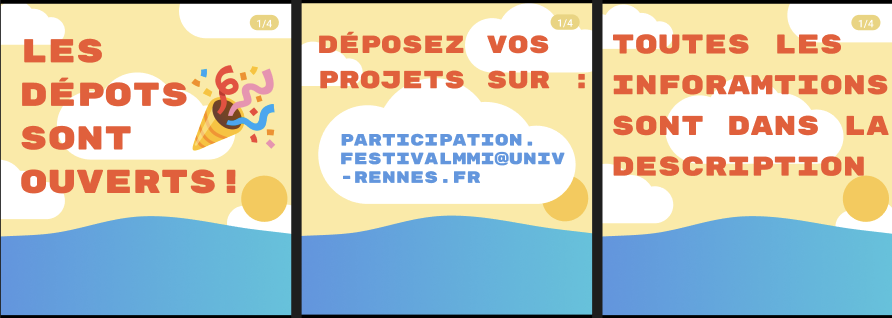 1/4
LES
DÉPOTS
SONT
OUVERTS!
1/4
DÉPOSEZ VOS
PROJETS SUR :
PARTICIPATION.
FESTIVALMMI@UNIV
-RENNES.FR
1/4
TOUTES LES
INFORAMTIONS
SONT DANS LA
DESCRIPTION